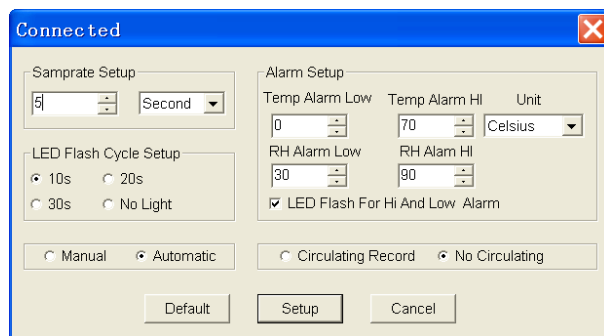 Connected
Samprate Setup
5 Second
LED Flash Cycle Setup
10s 20s
30s No Light
Manual Automatic
Alarm Setup
Temp Alarm Low Temp Alarm HI Unit
0 70 Celsius
RH Alarm Low RH Alam HI
30 90
LED Flash For Hi And Low Alarm
Circulating Record No Circulating
Default Setup Cancel